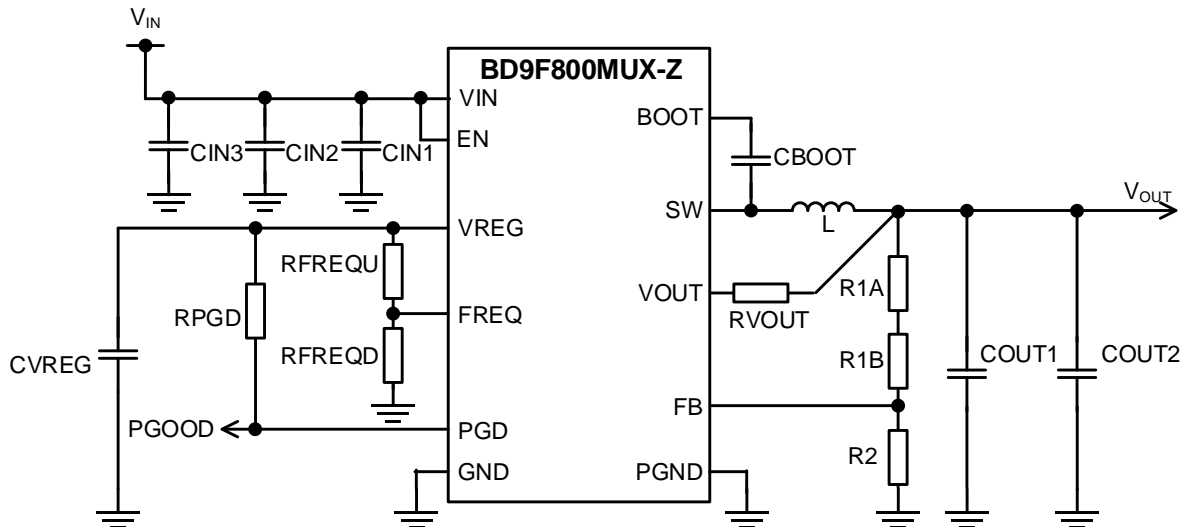 VIN
BD9F800MUX-Z
VIN
BOOT
EN
CIN3
CIN2
CIN1
CBOOT
SW
VOUT
L
VREG
RFREQU
VOUT
R1A
RPGD
FREQ
RVOUT
RFREQD
R1B
COUT1
COUT2
CVREG
FB
PGOOD
PGD
R2
GND
PGND